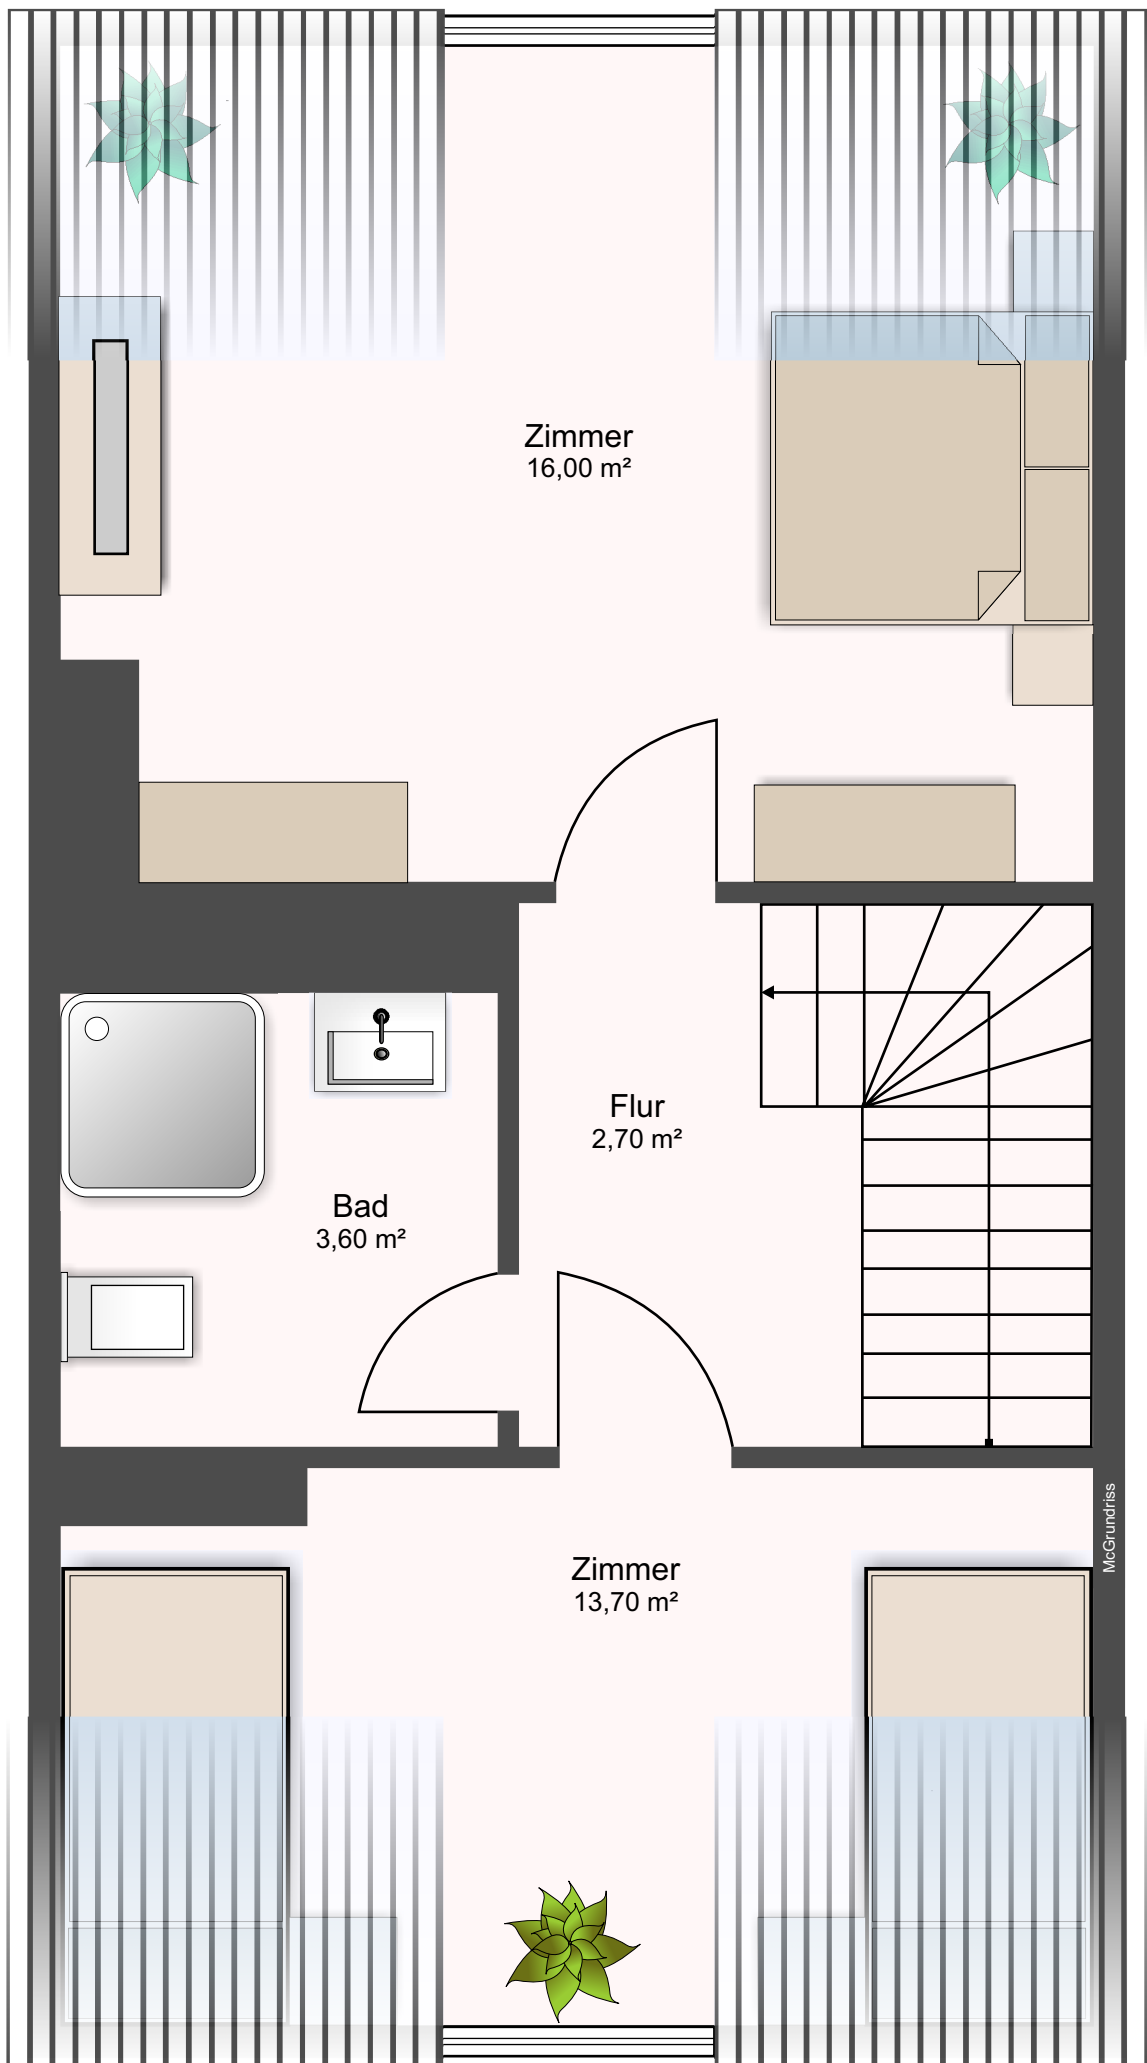 Zimmer
16,00 m²
Flur
2,70 m²
Bad
3,60 m²
McGrundriss
Zimmer
13,70 m²